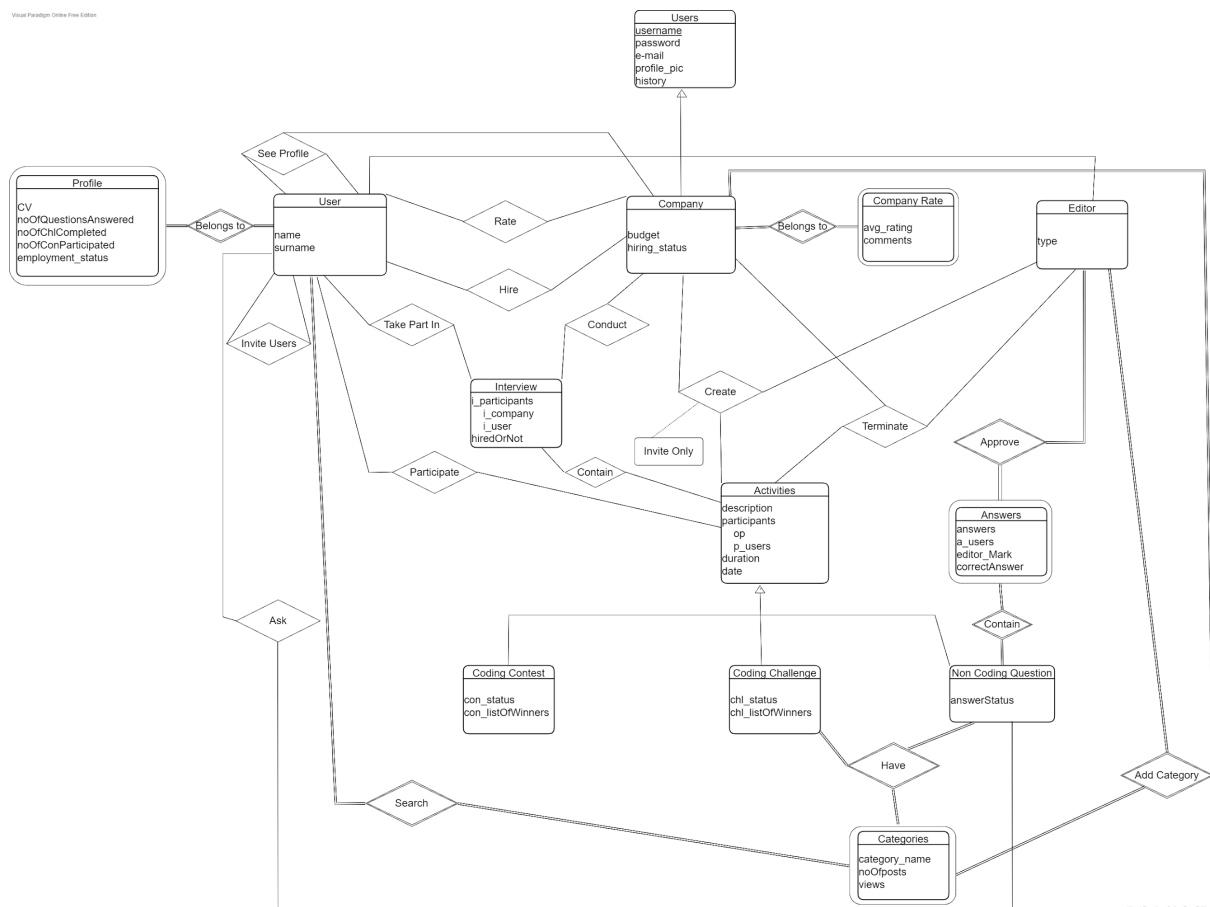 Visual Paradigm Online Free Edition
Users
username
password
e-mail
profile_pic
history
See Profile
Profile
CV
noOfQuestionsAnswered
noOfChlCompleted
noOfConParticipated
employment_status
Belongs to
User
name
surname
Rate
Company
budget
hiring_status
Belongs to
Company Rate
avg_rating
comments
Editor
type
Hire
Invite Users
Take Part In
Conduct
Interview
i_participants
i_company
i_user
hiredOrNot
Create
Invite Only
Terminate
Approve
Participate
Contain
Activities
description
participants
op
p_users
duration
date
Answers
answers
a_users
editor_Mark
correctAnswer
Ask
Contain
Coding Contest
con_status
con_listOfWinners
Coding Challenge
chl_status
chl_listOfWinners
Non Coding Question
answerStatus
Have
Add Category
Search
Categories
category_name
noOfposts
views